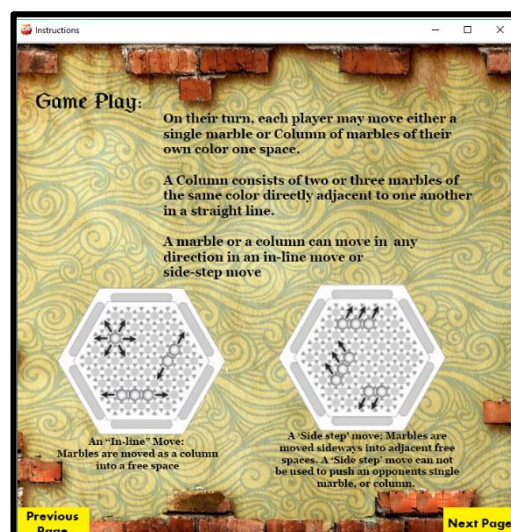 Instructions
Game Play:
On their turn, each player may move either a
single marble or Column of marbles of their
own color one space.
A Column consists of two or three marbles of
the same color directly adjacent to one another
in a straight line.
A marble or a column can move in any
direction in an in-line move or
side-step move
An “In-line” Move:
Marbles are moved as a column
into a free space
A ‘Side step’ move: Marbles are
moved sideways into adjacent free
spaces. A ‘Side step’ move can not
be used to push an opponents single
marble, or column.
Previous
Page
Next Page